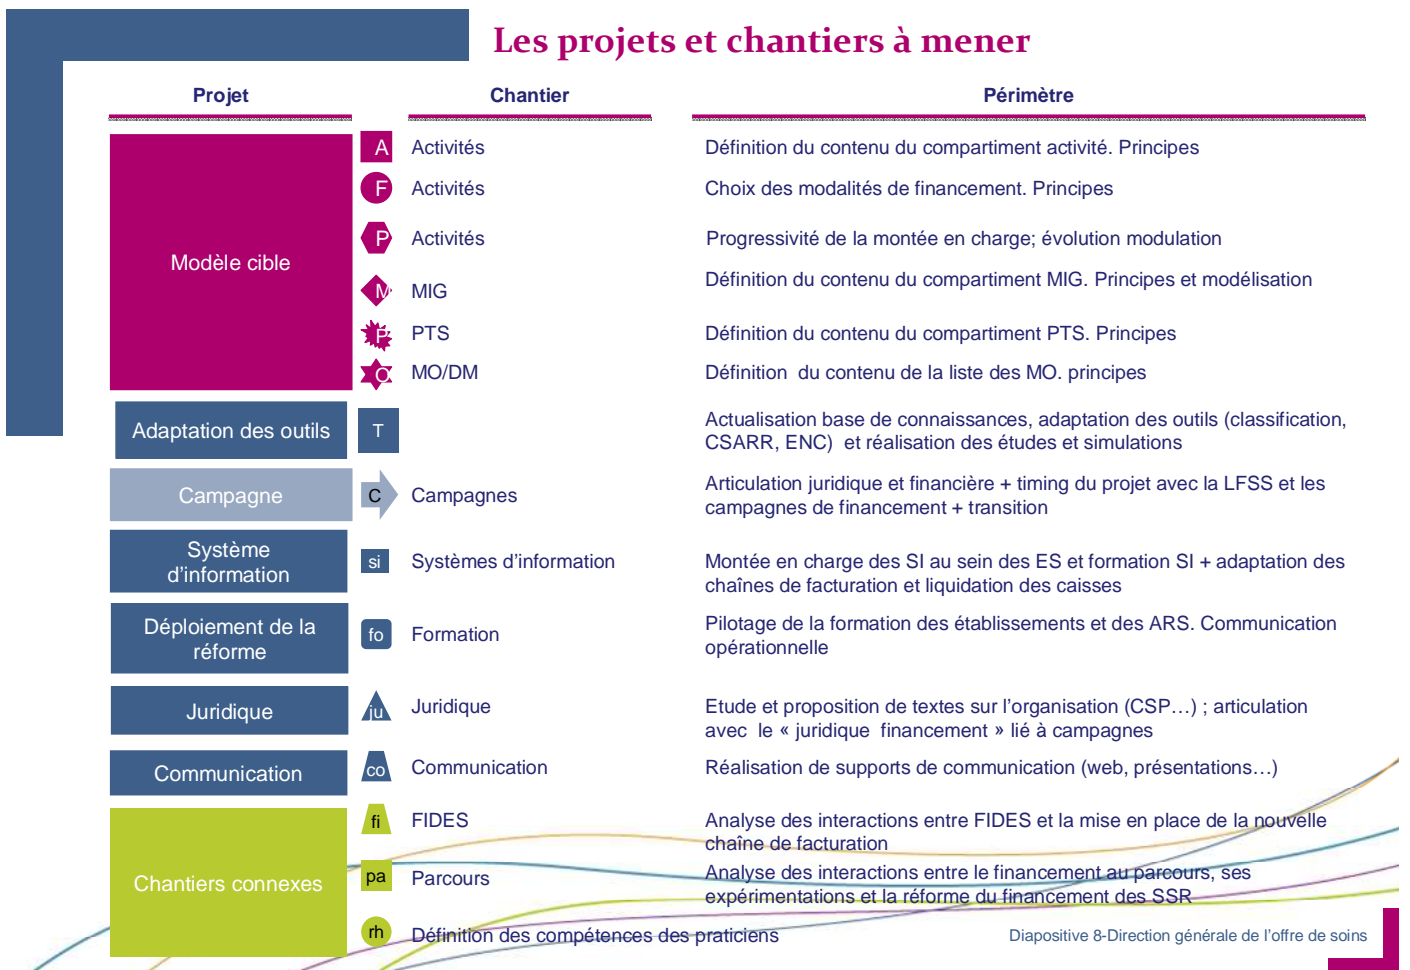 Les projets et chantiers à mener
Projet
Chantier
Périmètre
Modèle cible
A
Activités
Définition du contenu du compartiment activité. Principes
F
Activités
Choix des modalités de financement. Principes
P
Activités
Progressivité de la montée en charge; évolution modulation
M
MIG
Définition du contenu du compartiment MIG. Principes et modélisation
P
PTS
Définition du contenu du compartiment PTS. Principes
O
MO/DM
Définition  du contenu de la liste des MO. principes
Adaptation des outils
T
Actualisation base de connaissances, adaptation des outils (classification,
CSARR, ENC)  et réalisation des études et simulations
Campagne
C
Campagnes
Articulation juridique et financière + timing du projet avec la LFSS et les
campagnes de financement + transition
Système
d’information
si
Systèmes d’information
Montée en charge des SI au sein des ES et formation SI + adaptation des
chaînes de facturation et liquidation des caisses
Déploiement de la
réforme
fo
Formation
Pilotage de la formation des établissements et des ARS. Communication
opérationnelle
Juridique
ju
Juridique
Etude et proposition de textes sur l’organisation (CSP…) ; articulation
avec  le « juridique  financement » lié à campagnes
Communication
co
Communication
Réalisation de supports de communication (web, présentations…)
Chantiers connexes
fi
FIDES
Analyse des interactions entre FIDES et la mise en place de la nouvelle
chaîne de facturation
pa
Parcours
Analyse des interactions entre le financement au parcours, ses
expérimentations et la réforme du financement des SSR
rh
Définition des compétences des praticiens
Diapositive 8-Direction générale de l’offre de soins